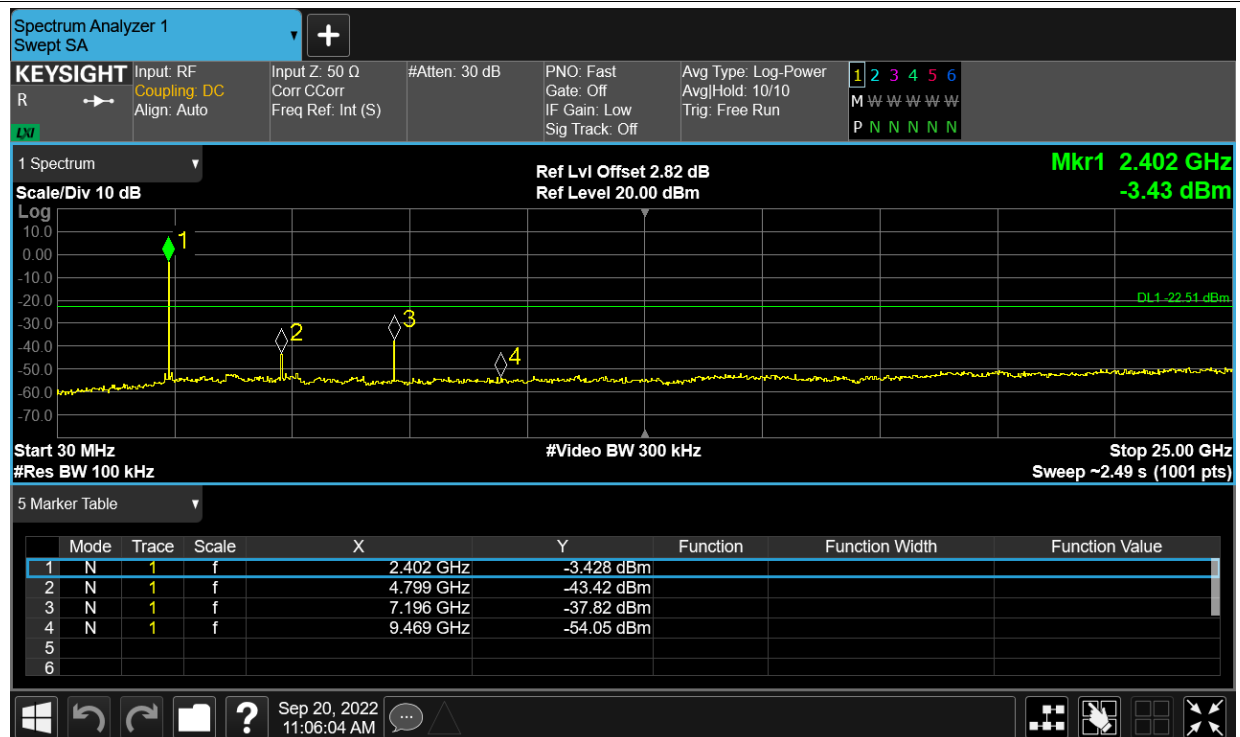 Spectrum Analyzer 1
Swept SA
KEYSIGHT Input: RF Input Z: 50 Ω #Atten: 30 dB PNO: Fast Avg Type: Log-Power 1 2 3 4 5 6
R Coupling: DC Corr CCorr Gate: Off Avg|Hold: 10/10 M W W W W W
Align: Auto Freq Ref: Int (S) IF Gain: Low Trig: Free Run
LXI Sig Track: Off P N N N N N
1 Spectrum Ref Lvl Offset 2.82 dB Mkr1 2.402 GHz
Scale/Div 10 dB Ref Level 20.00 dBm -3.43 dBm
Log
10.0 1
0.00
-10.0
-20.0 DL1 -22.51 dBm
-30.0 2 3
-40.0 4
-50.0
-60.0
-70.0
Start 30 MHz #Video BW 300 kHz Stop 25.00 GHz
#Res BW 100 kHz Sweep ~2.49 s (1001 pts)
5 Marker Table
Mode Trace Scale X Y Function Function Width Function Value
1 N 1 f 2.402 GHz -3.428 dBm
2 N 1 f 4.799 GHz -43.42 dBm
3 N 1 f 7.196 GHz -37.82 dBm
4 N 1 f 9.469 GHz -54.05 dBm
5
6
? Sep 20, 2022
11:06:04 AM